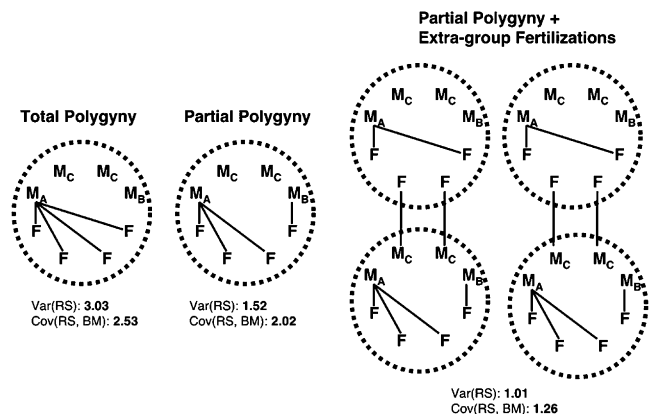 Partial Polygyny +
Extra-group Fertilizations
Total Polygyny
Partial Polygyny
M_C M_C
M_A M_B
F F
F F
Var(RS): 3.03
Cov(RS, BM): 2.53
M_C M_C
M_A M_B
F F
F F
Var(RS): 1.52
Cov(RS, BM): 2.02
M_C M_C
M_A M_B
F F
F F
M_C M_C
M_A M_B
F F
F F
M_C M_C
M_A M_B
F F
F F
M_C M_C
M_A M_B
F F
F F
Var(RS): 1.01
Cov(RS, BM): 1.26